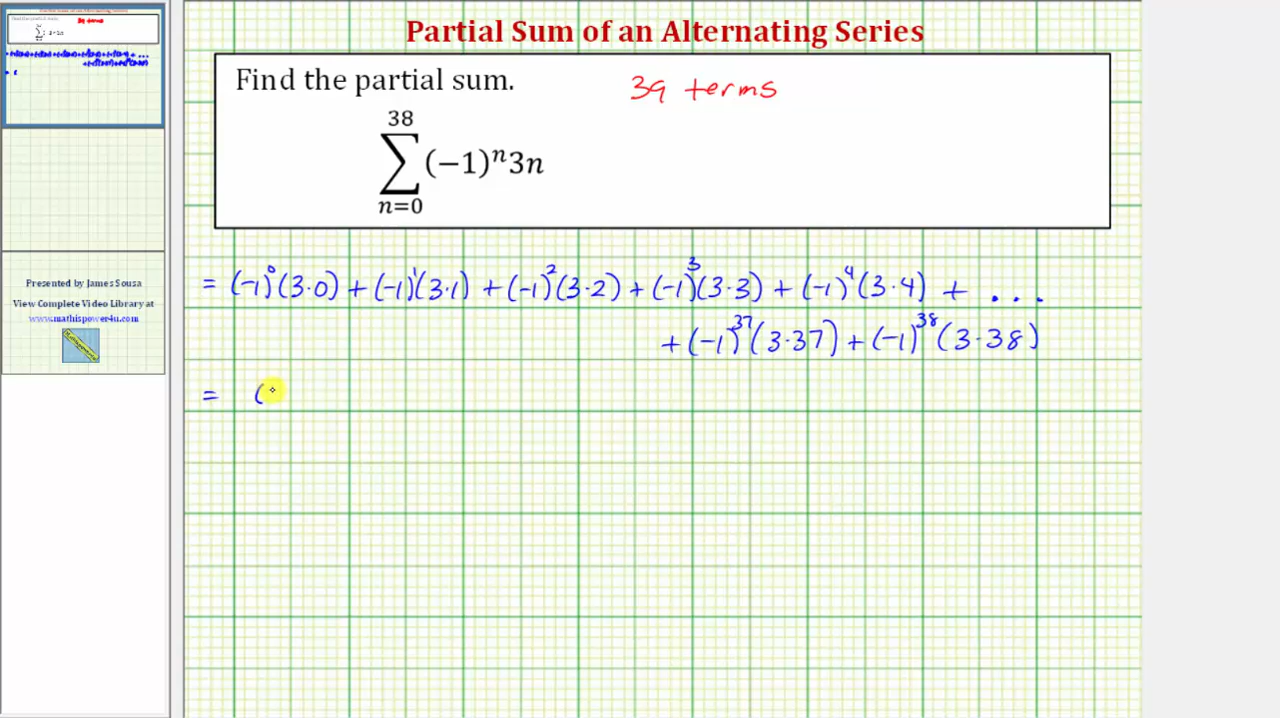 Partial Sum of an Alternating Series
Find the partial sum. 39 terms
38
∑ (−1)ⁿ3n
n=0
= (-1)⁰(3·0) + (-1)¹(3·1) + (-1)²(3·2) + (-1)³(3·3) + (-1)⁴(3·4) + ...
+ (-1)³⁷(3·37) + (-1)³⁸(3·38)
= (
Presented by James Sousa
View Complete Video Library at
www.mathispower4u.com